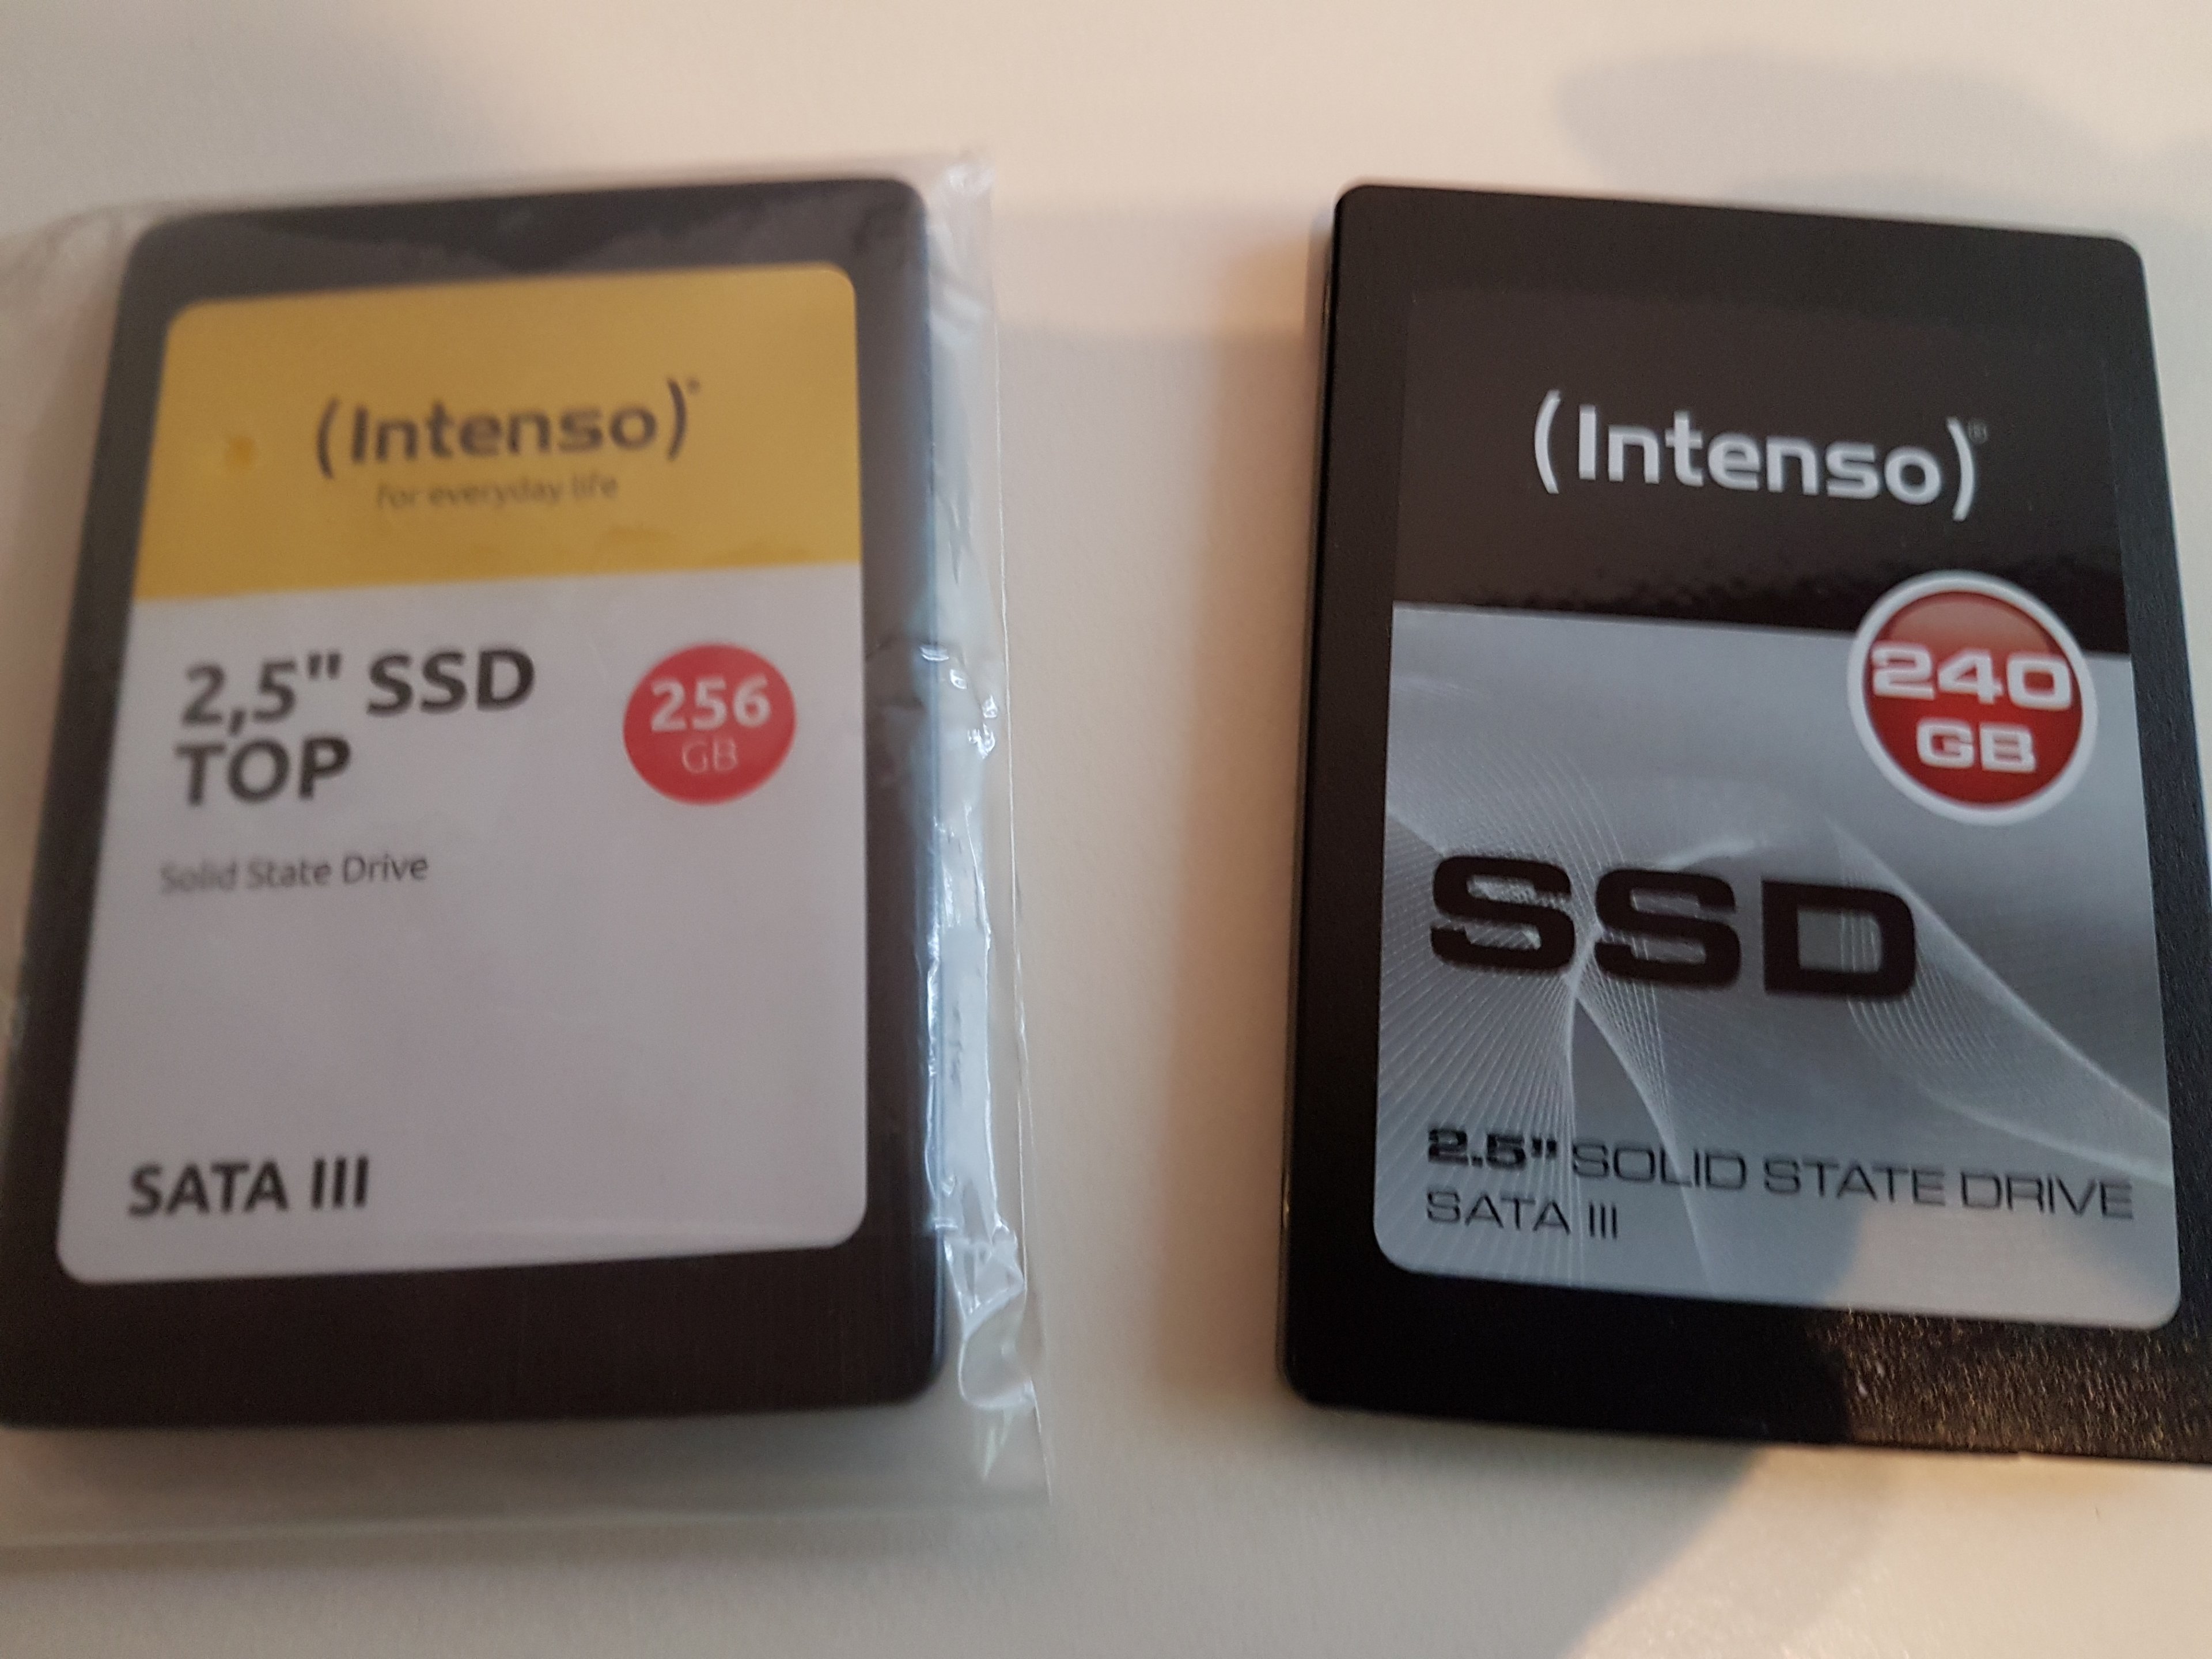 (Intenso)®
for everyday life
2,5" SSD
TOP
256
GB
Solid State Drive
SATA III
(Intenso)®
240
GB
SSD
2.5" SOLID STATE DRIVE
SATA III